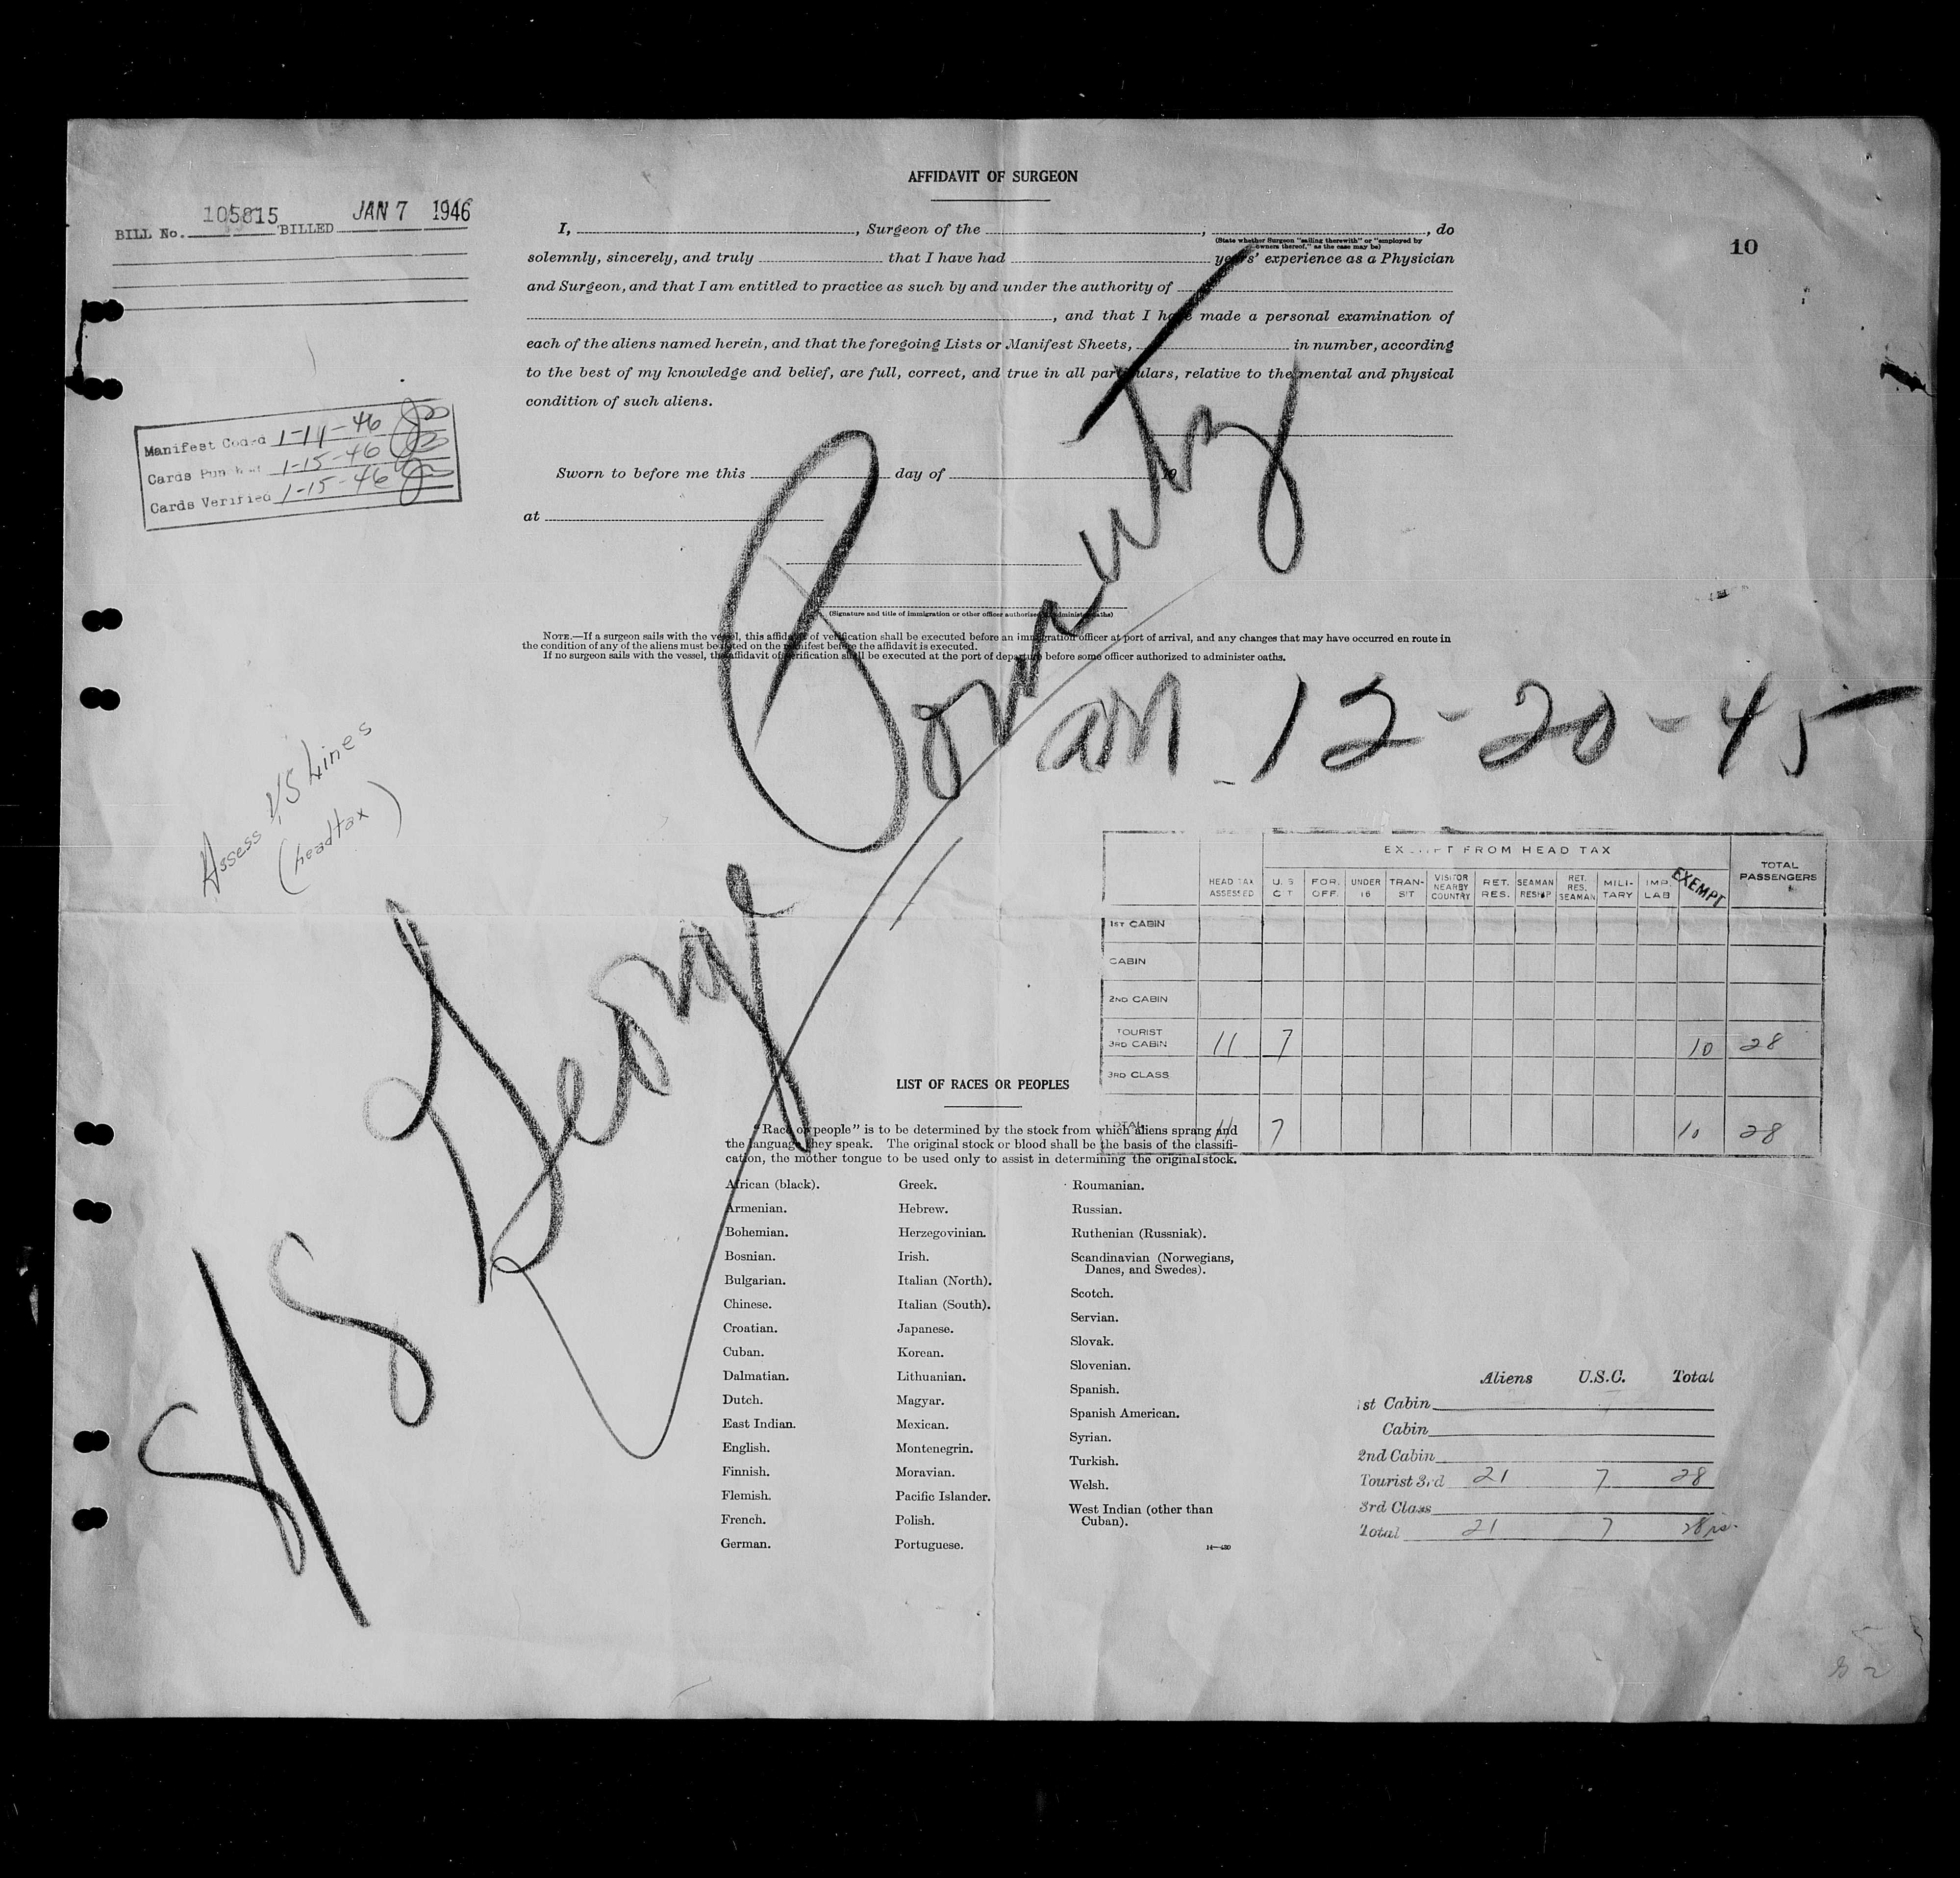 AFFIDAVIT OF SURGEON
BILL No. 105815 BILLED JAN 7 1946
10
I, , Surgeon of the , , do
(State whether Surgeon "sailing therewith" or "employed by
owners thereof," as the case may be)
solemnly, sincerely, and truly that I have had years' experience as a Physician
and Surgeon, and that I am entitled to practice as such by and under the authority of
, and that I have made a personal examination of
each of the aliens named herein, and that the foregoing Lists or Manifest Sheets, in number, according
to the best of my knowledge and belief, are full, correct, and true in all particulars, relative to the mental and physical
condition of such aliens.
Manifest Coded 1-14-46
Cards Punched 1-15-46
Cards Verified 1-15-46
Sworn to before me this day of 19
at
(Signature and title of immigration or other officer authorized to administer oaths)
NOTE.—If a surgeon sails with the vessel, this affidavit of verification shall be executed before an immigration officer at port of arrival, and any changes that may have occurred en route in
the condition of any of the aliens must be noted on the manifest before the affidavit is executed.
If no surgeon sails with the vessel, the affidavit of verification shall be executed at the port of departure before some officer authorized to administer oaths.
S/S George Pomutz
arr 12-20-45
Assess US Lines
(headtax)
EXEMPT FROM HEAD TAX
HEAD TAX ASSESSED U.S. CT FOR. OFF. UNDER 16 TRAN-SIT VISITOR NEARBY COUNTRY RET. RES. SEAMAN RESHIP RET. RES. SEAMAN MILI-TARY IMP. LAB EXEMPT TOTAL PASSENGERS
1ST CABIN
CABIN
2ND CABIN
TOURIST 3RD CABIN 11 7 10 28
3RD CLASS
TOTAL 11 7 10 28
LIST OF RACES OR PEOPLES
"Race or people" is to be determined by the stock from which aliens sprang and
the language they speak. The original stock or blood shall be the basis of the classifi-
cation, the mother tongue to be used only to assist in determining the original stock.
African (black).
Armenian.
Bohemian.
Bosnian.
Bulgarian.
Chinese.
Croatian.
Cuban.
Dalmatian.
Dutch.
East Indian.
English.
Finnish.
Flemish.
French.
German.
Greek.
Hebrew.
Herzegovinian.
Irish.
Italian (North).
Italian (South).
Japanese.
Korean.
Lithuanian.
Magyar.
Mexican.
Montenegrin.
Moravian.
Pacific Islander.
Polish.
Portuguese.
Roumanian.
Russian.
Ruthenian (Russniak).
Scandinavian (Norwegians,
Danes, and Swedes).
Scotch.
Servian.
Slovak.
Slovenian.
Spanish.
Spanish American.
Syrian.
Turkish.
Welsh.
West Indian (other than
Cuban).
14—430
Aliens U.S.C. Total
1st Cabin
Cabin
2nd Cabin
Tourist 3rd 21 7 28
3rd Class
Total 21 7 28